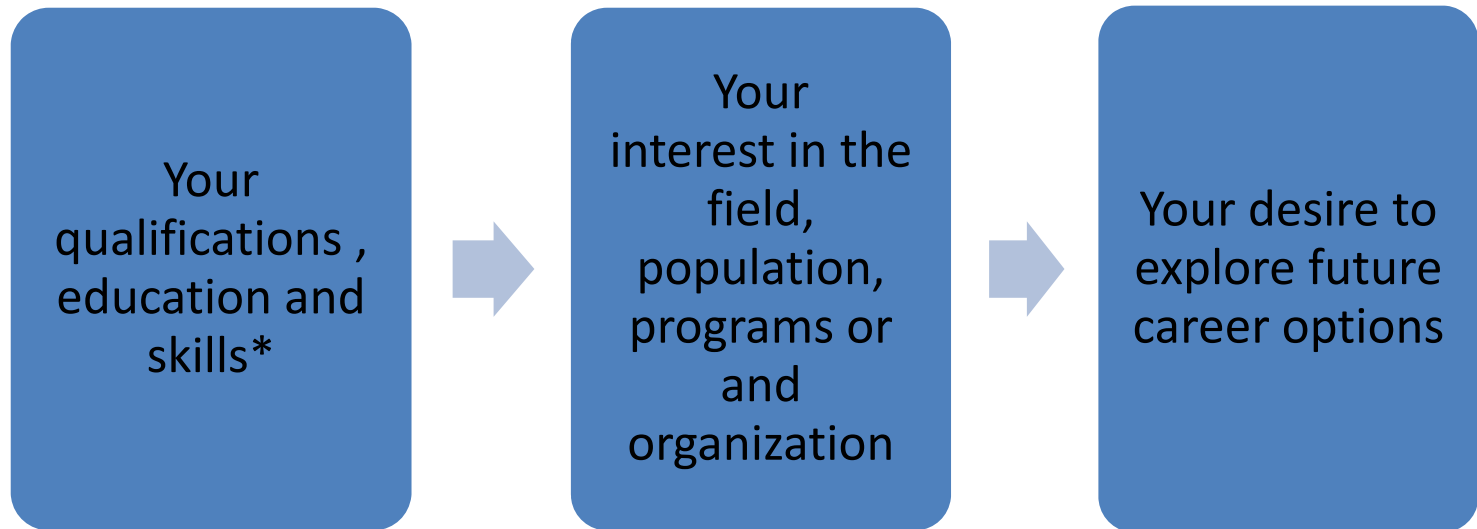 Your
qualifications ,
education and
skills*
Your
interest in the
field,
population,
programs or
and
organization
Your desire to
explore future
career options